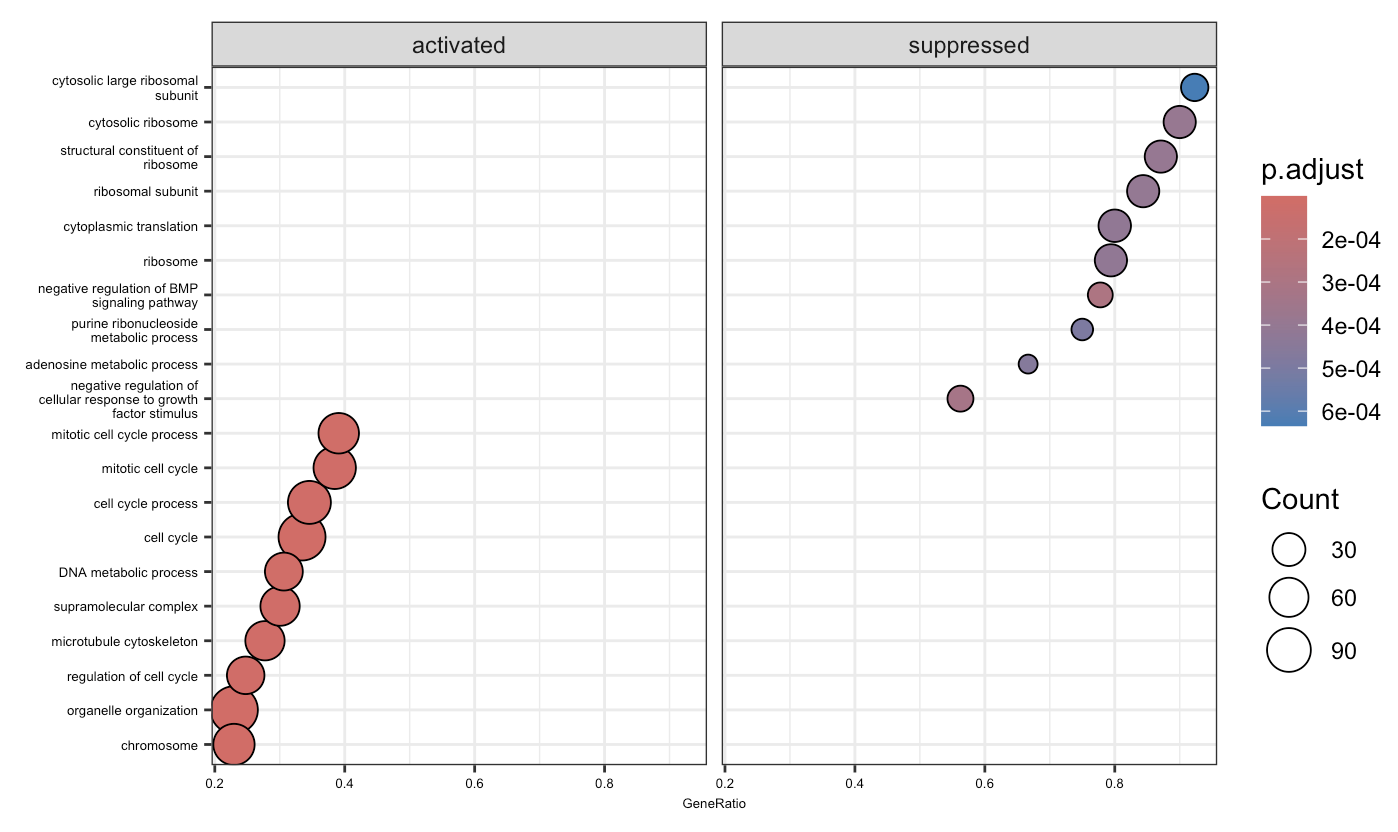 activated
suppressed
cytosolic large ribosomal
subunit
cytosolic ribosome
structural constituent of
ribosome
ribosomal subunit
cytoplasmic translation
ribosome
negative regulation of BMP
signaling pathway
purine ribonucleoside
metabolic process
adenosine metabolic process
negative regulation of
cellular response to growth
factor stimulus
mitotic cell cycle process
mitotic cell cycle
cell cycle process
cell cycle
DNA metabolic process
supramolecular complex
microtubule cytoskeleton
regulation of cell cycle
organelle organization
chromosome
0.2 0.4 0.6 0.8
0.2 0.4 0.6 0.8
GeneRatio
p.adjust
2e-04
3e-04
4e-04
5e-04
6e-04
Count
30
60
90